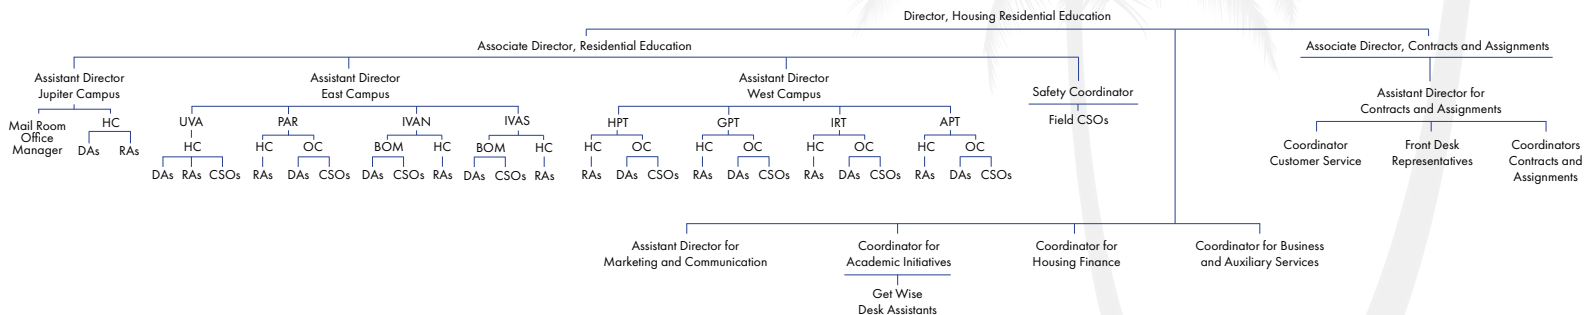 Director, Housing Residential Education
Associate Director, Residential Education
Associate Director, Contracts and Assignments
Assistant Director
Jupiter Campus
Assistant Director
East Campus
Assistant Director
West Campus
Safety Coordinator
Field CSOs
Assistant Director for
Contracts and Assignments
Mail Room
Office
Manager
HC
DAs RAs
UVA PAR IVAN IVAS HPT GPT IRT APT
HC HC OC BOM HC BOM HC HC OC HC OC HC OC HC OC
DAs RAs CSOs RAs DAs CSOs DAs CSOs RAs DAs CSOs RAs RAs DAs CSOs RAs DAs CSOs RAs DAs CSOs RAs DAs CSOs
Coordinator
Customer Service
Front Desk
Representatives
Coordinators
Contracts and
Assignments
Assistant Director for
Marketing and Communication
Coordinator for
Academic Initiatives
Get Wise
Desk Assistants
Coordinator for
Housing Finance
Coordinator for Business
and Auxiliary Services